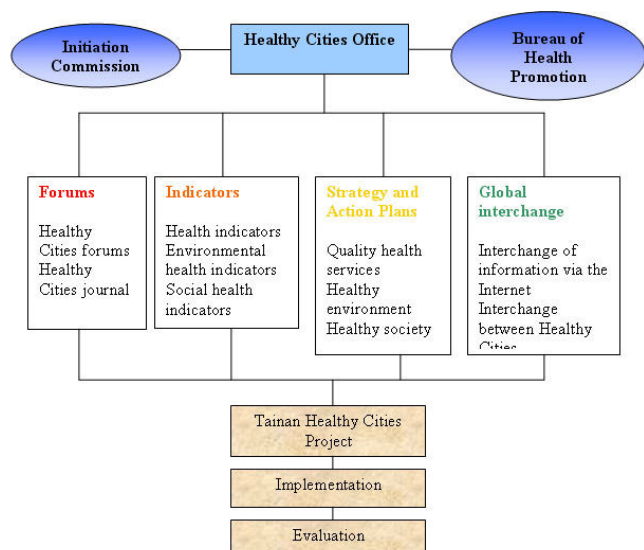 Initiation
Commission
Healthy Cities Office
Bureau of
Health
Promotion
Forums
Healthy
Cities forums
Healthy
Cities journal
Indicators
Health indicators
Environmental
health indicators
Social health
indicators
Strategy and
Action Plans
Quality health
services
Healthy
environment
Healthy society
Global
interchange
Interchange of
information via the
Internet
Interchange
between Healthy
Cities
Tainan Healthy Cities
Project
Implementation
Evaluation